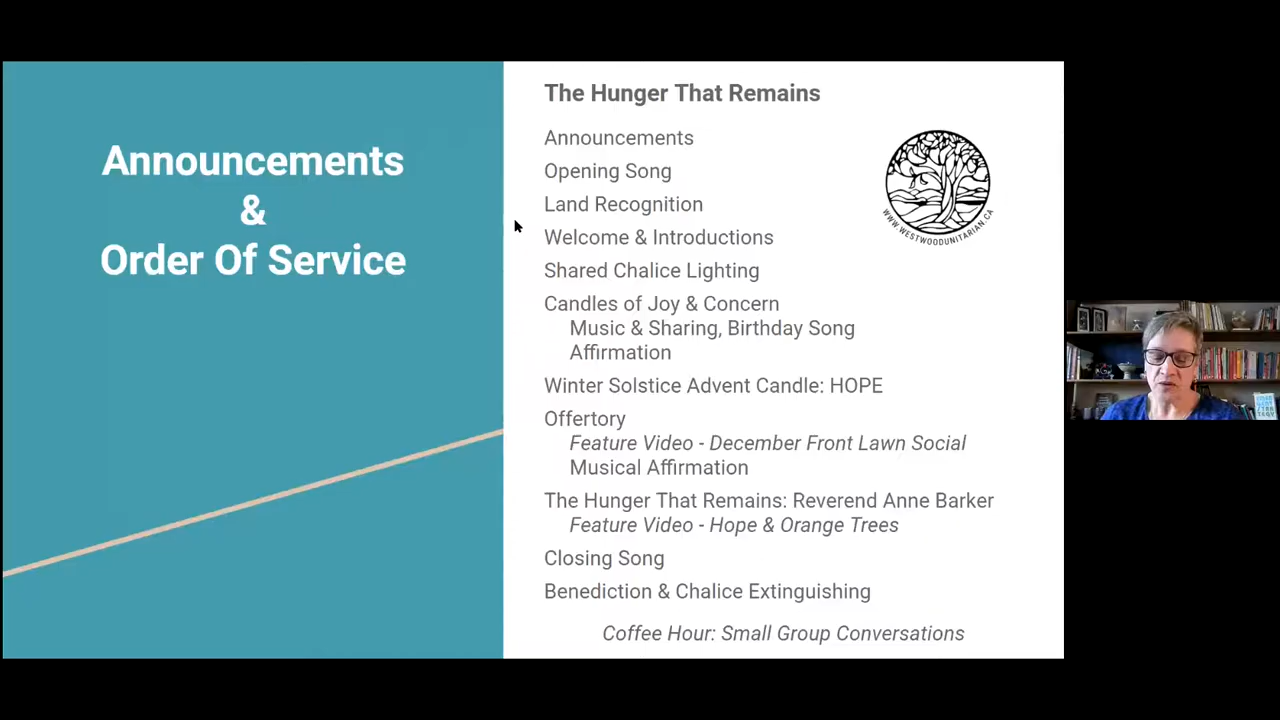 Announcements
&
Order Of Service
The Hunger That Remains
Announcements
Opening Song
Land Recognition
Welcome & Introductions
Shared Chalice Lighting
Candles of Joy & Concern
Music & Sharing, Birthday Song
Affirmation
Winter Solstice Advent Candle: HOPE
Offertory
Feature Video - December Front Lawn Social
Musical Affirmation
The Hunger That Remains: Reverend Anne Barker
Feature Video - Hope & Orange Trees
Closing Song
Benediction & Chalice Extinguishing
Coffee Hour: Small Group Conversations
WWW.WESTWOODUNITARIAN.CA